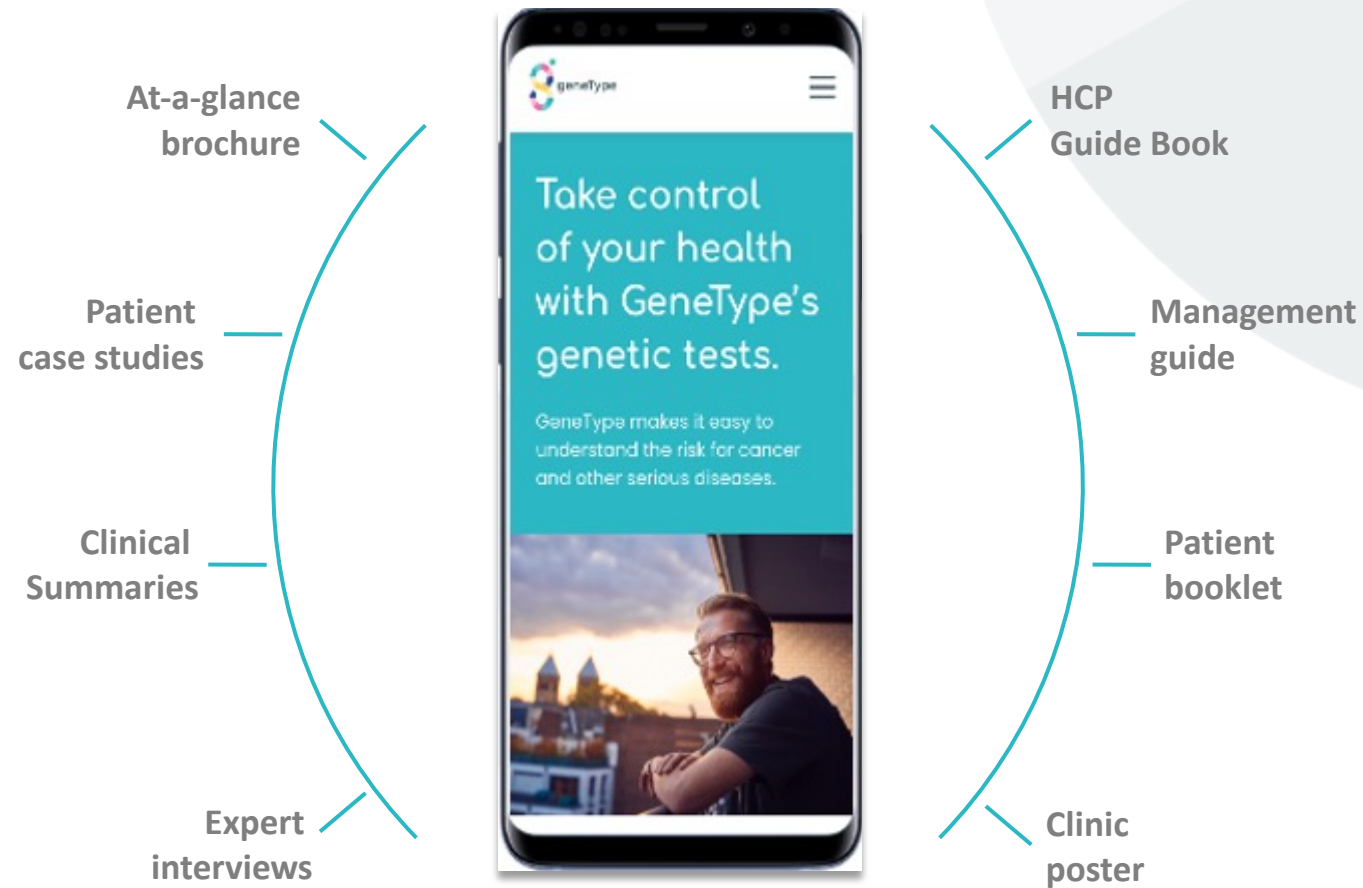 At-a-glance
brochure
Patient
case studies
Clinical
Summaries
Expert
interviews
geneType
Take control
of your health
with GeneType's
genetic tests.
GeneType makes it easy to
understand the risk for cancer
and other serious diseases.
HCP
Guide Book
Management
guide
Patient
booklet
Clinic
poster